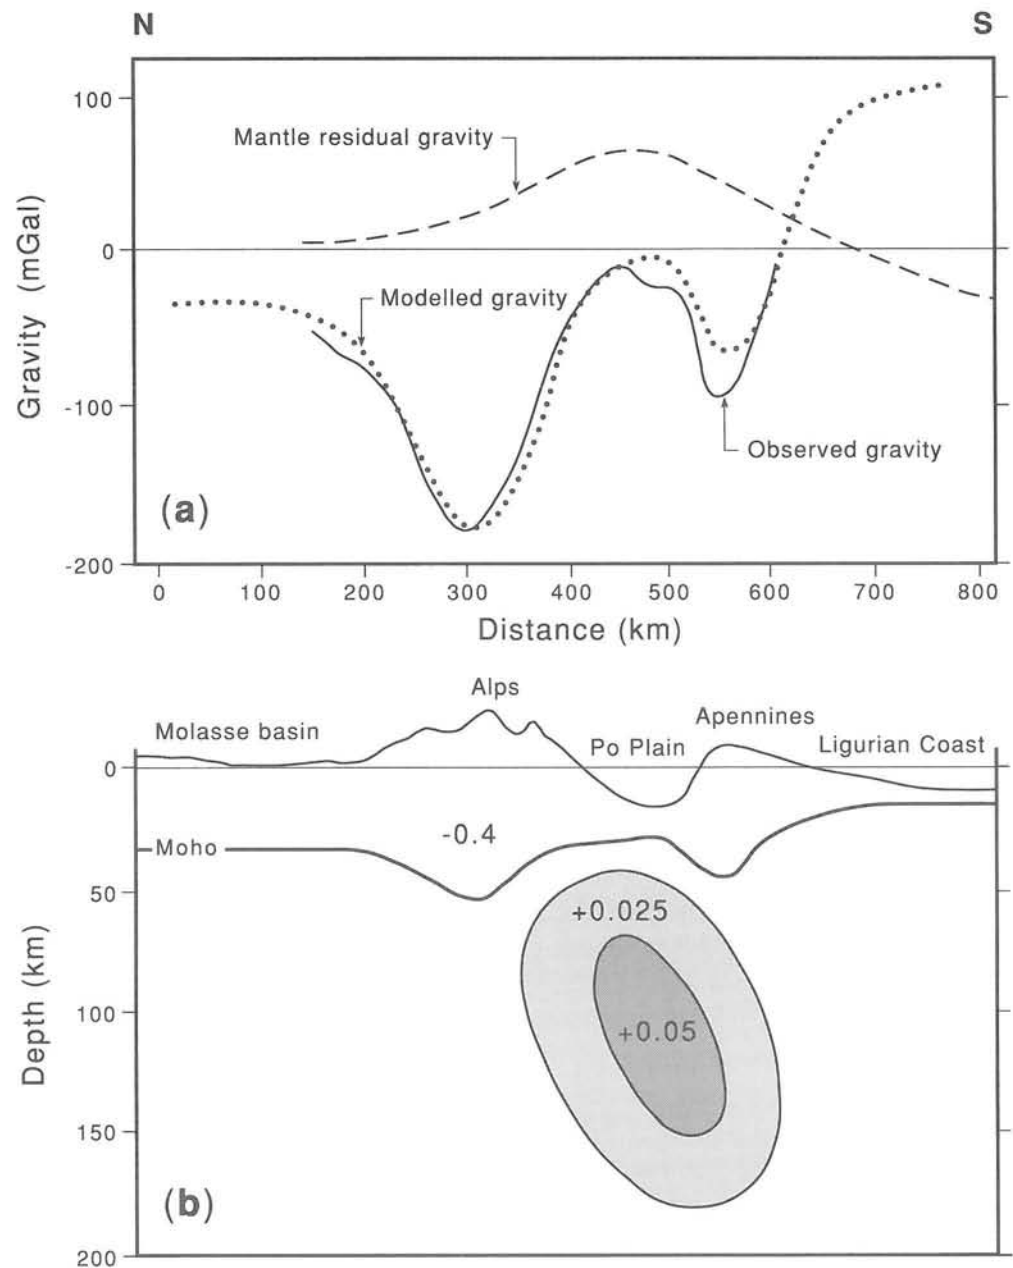 N S
100
Mantle residual gravity
0
Modelled gravity
-100
Observed gravity
(a)
-200
0 100 200 300 400 500 600 700 800
Gravity (mGal)
Distance (km)
Alps
Molasse basin
Apennines
Po Plain
Ligurian Coast
0
-0.4
Moho
50
+0.025
100
+0.05
150
(b)
200
Depth (km)